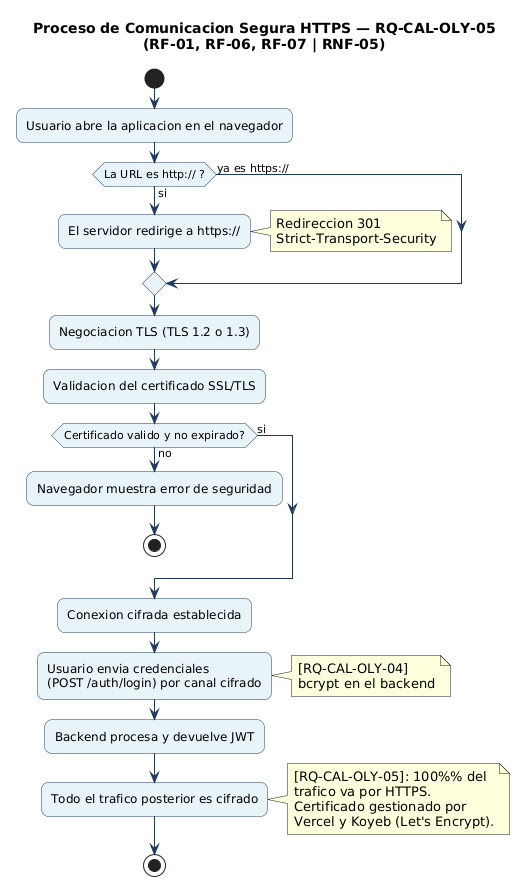 Proceso de Comunicacion Segura HTTPS — RQ-CAL-OLY-05
(RF-01, RF-06, RF-07 | RNF-05)
Usuario abre la aplicacion en el navegador
La URL es http:// ?
ya es https://
si
El servidor redirige a https://
Redireccion 301
Strict-Transport-Security
Negociacion TLS (TLS 1.2 o 1.3)
Validacion del certificado SSL/TLS
Certificado valido y no expirado?
si
no
Navegador muestra error de seguridad
Conexion cifrada establecida
Usuario envia credenciales
(POST /auth/login) por canal cifrado
[RQ-CAL-OLY-04]
bcrypt en el backend
Backend procesa y devuelve JWT
Todo el trafico posterior es cifrado
[RQ-CAL-OLY-05]: 100%% del
trafico va por HTTPS.
Certificado gestionado por
Vercel y Koyeb (Let's Encrypt).